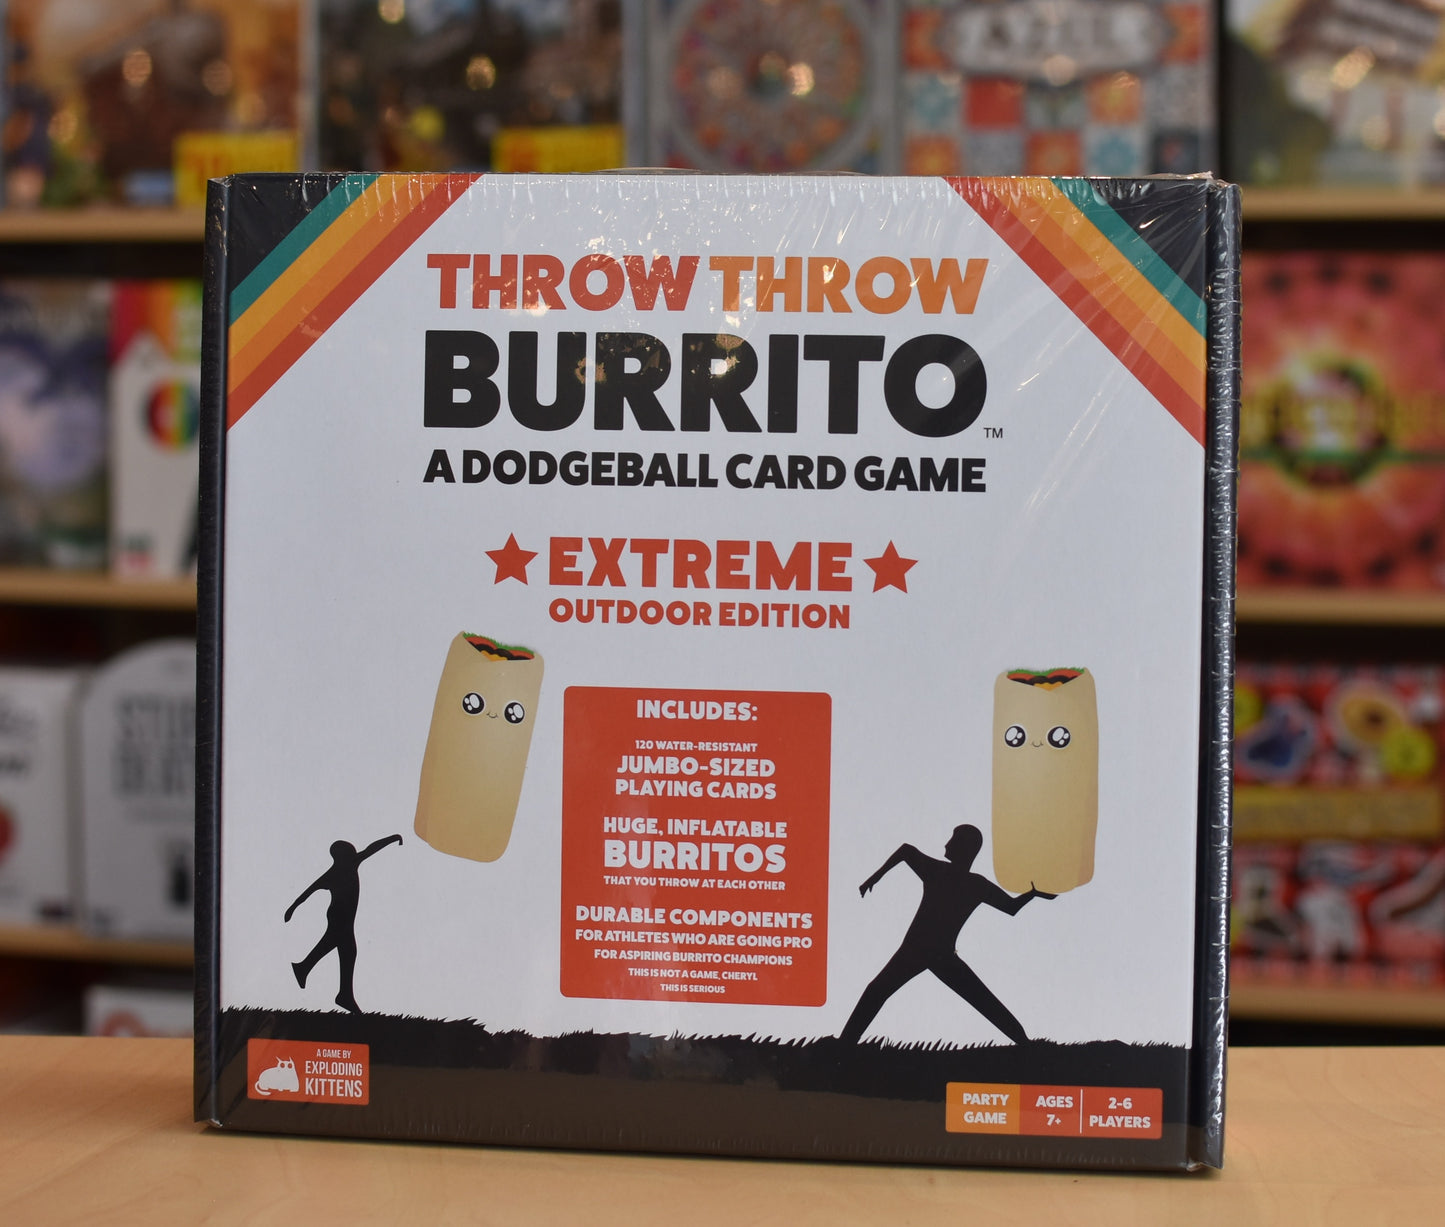 THROW THROW
BURRITO™
A DODGEBALL CARD GAME
EXTREME
OUTDOOR EDITION
INCLUDES:
120 WATER-RESISTANT
JUMBO-SIZED
PLAYING CARDS
HUGE, INFLATABLE
BURRITOS
THAT YOU THROW AT EACH OTHER
DURABLE COMPONENTS
FOR ATHLETES WHO ARE GOING PRO
FOR ASPIRING BURRITO CHAMPIONS
THIS IS NOT A GAME, CHERYL
THIS IS SERIOUS
A GAME BY
EXPLODING
KITTENS
PARTY
GAME
AGES
7+
2-6
PLAYERS
AZUL